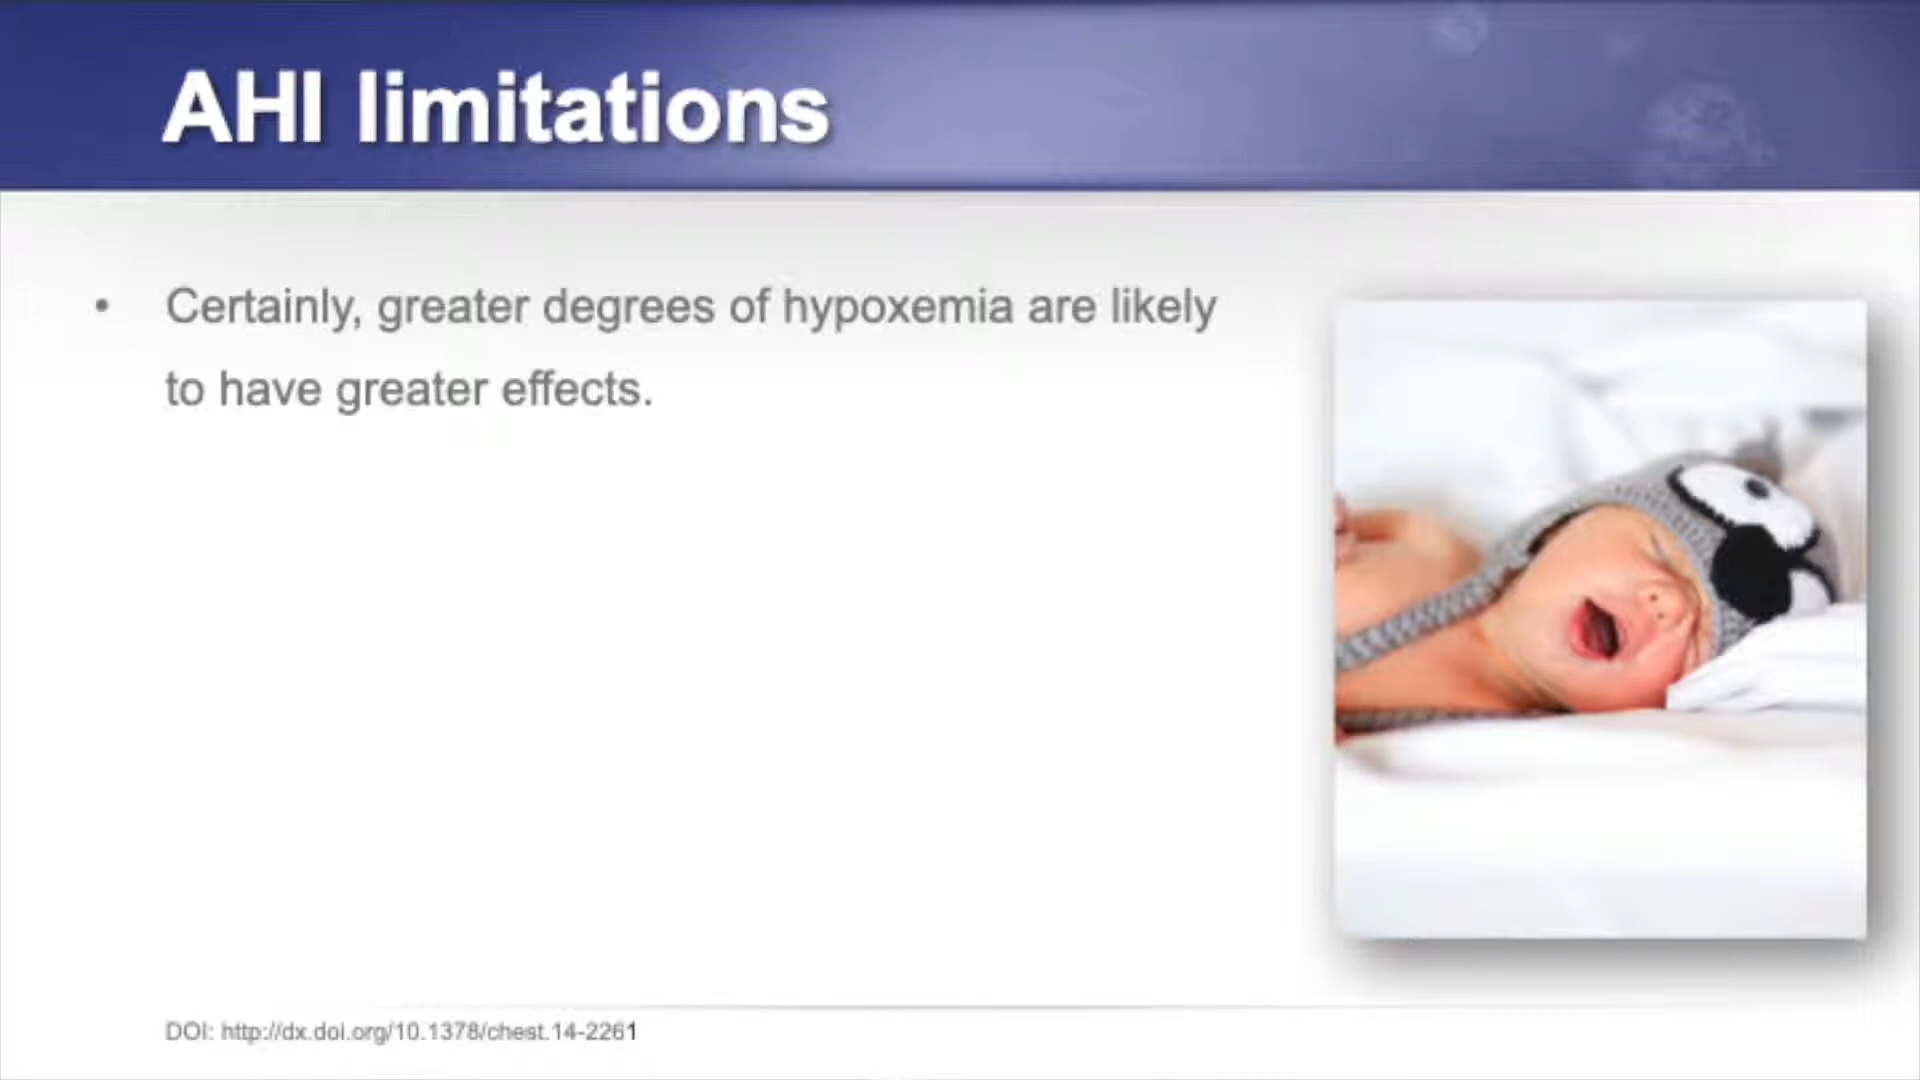 AHI limitations
• Certainly, greater degrees of hypoxemia are likely
to have greater effects.
DOI: http://dx.doi.org/10.1378/chest.14-2261